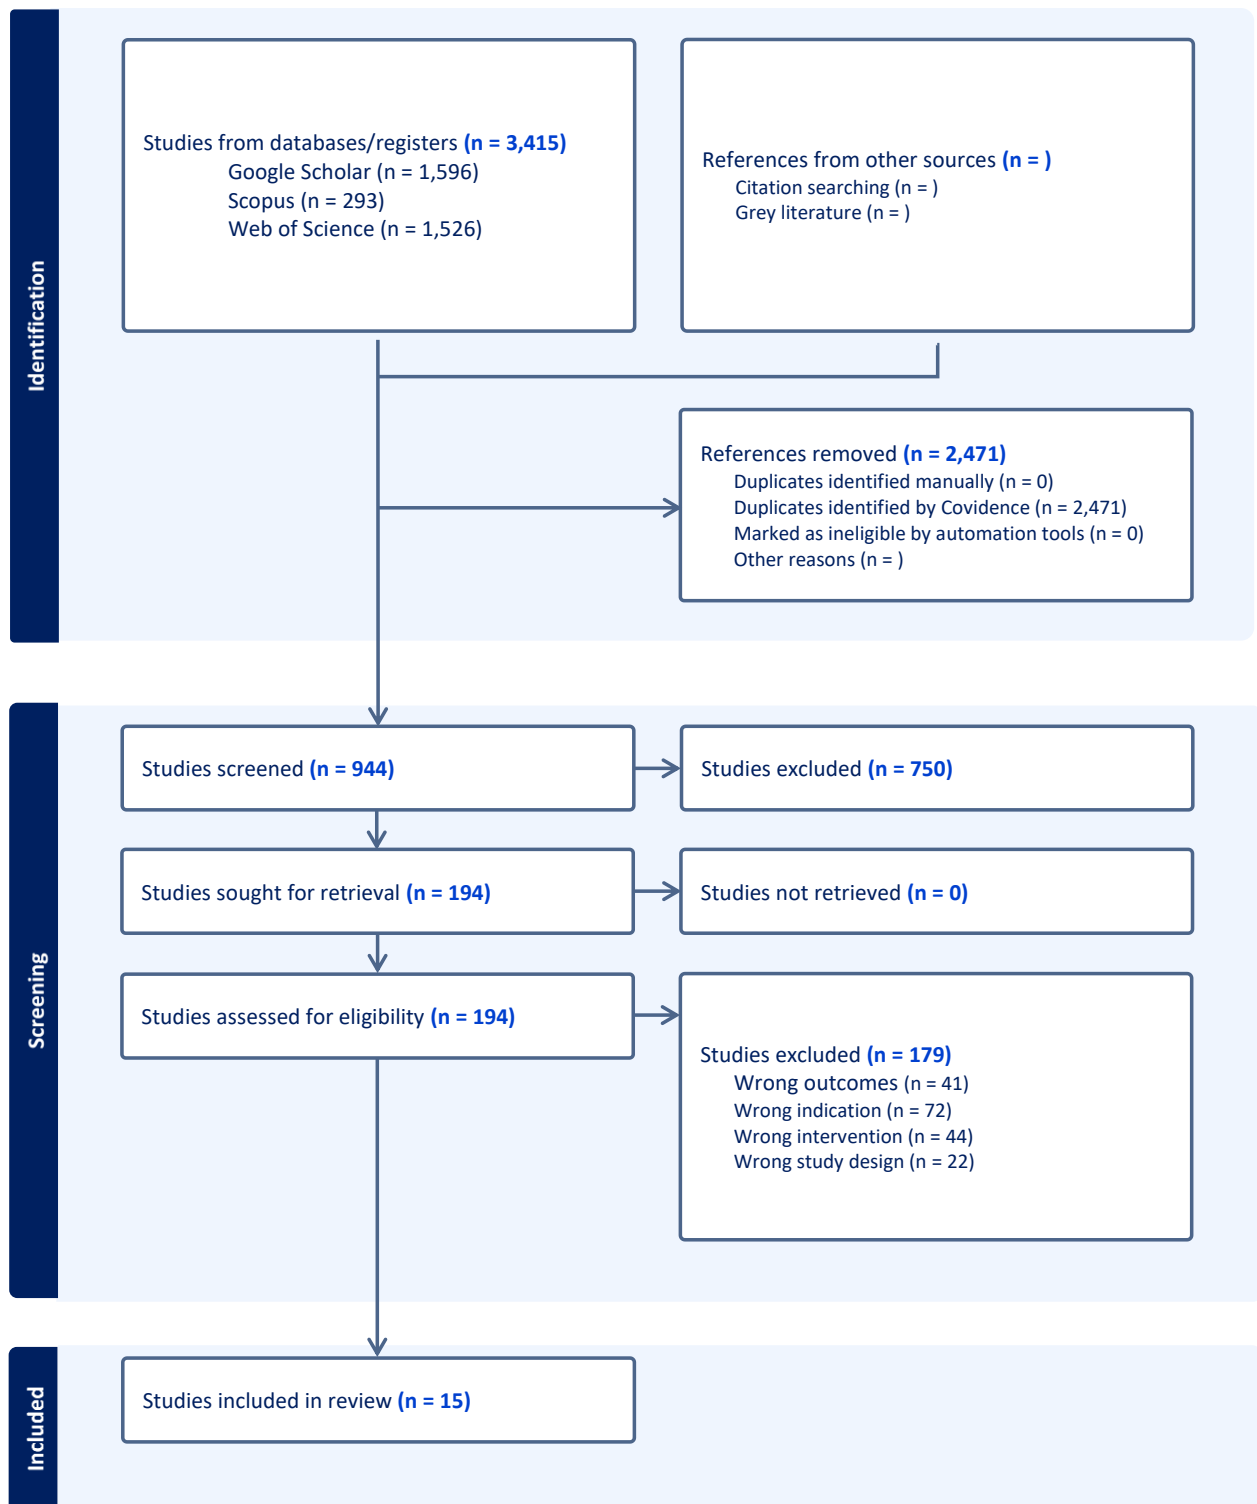 Identification
Studies from databases/registers (n = 3,415)
Google Scholar (n = 1,596)
Scopus (n = 293)
Web of Science (n = 1,526)
References from other sources (n = )
Citation searching (n = )
Grey literature (n = )
References removed (n = 2,471)
Duplicates identified manually (n = 0)
Duplicates identified by Covidence (n = 2,471)
Marked as ineligible by automation tools (n = 0)
Other reasons (n = )
Screening
Studies screened (n = 944)
Studies excluded (n = 750)
Studies sought for retrieval (n = 194)
Studies not retrieved (n = 0)
Studies assessed for eligibility (n = 194)
Studies excluded (n = 179)
Wrong outcomes (n = 41)
Wrong indication (n = 72)
Wrong intervention (n = 44)
Wrong study design (n = 22)
Included
Studies included in review (n = 15)